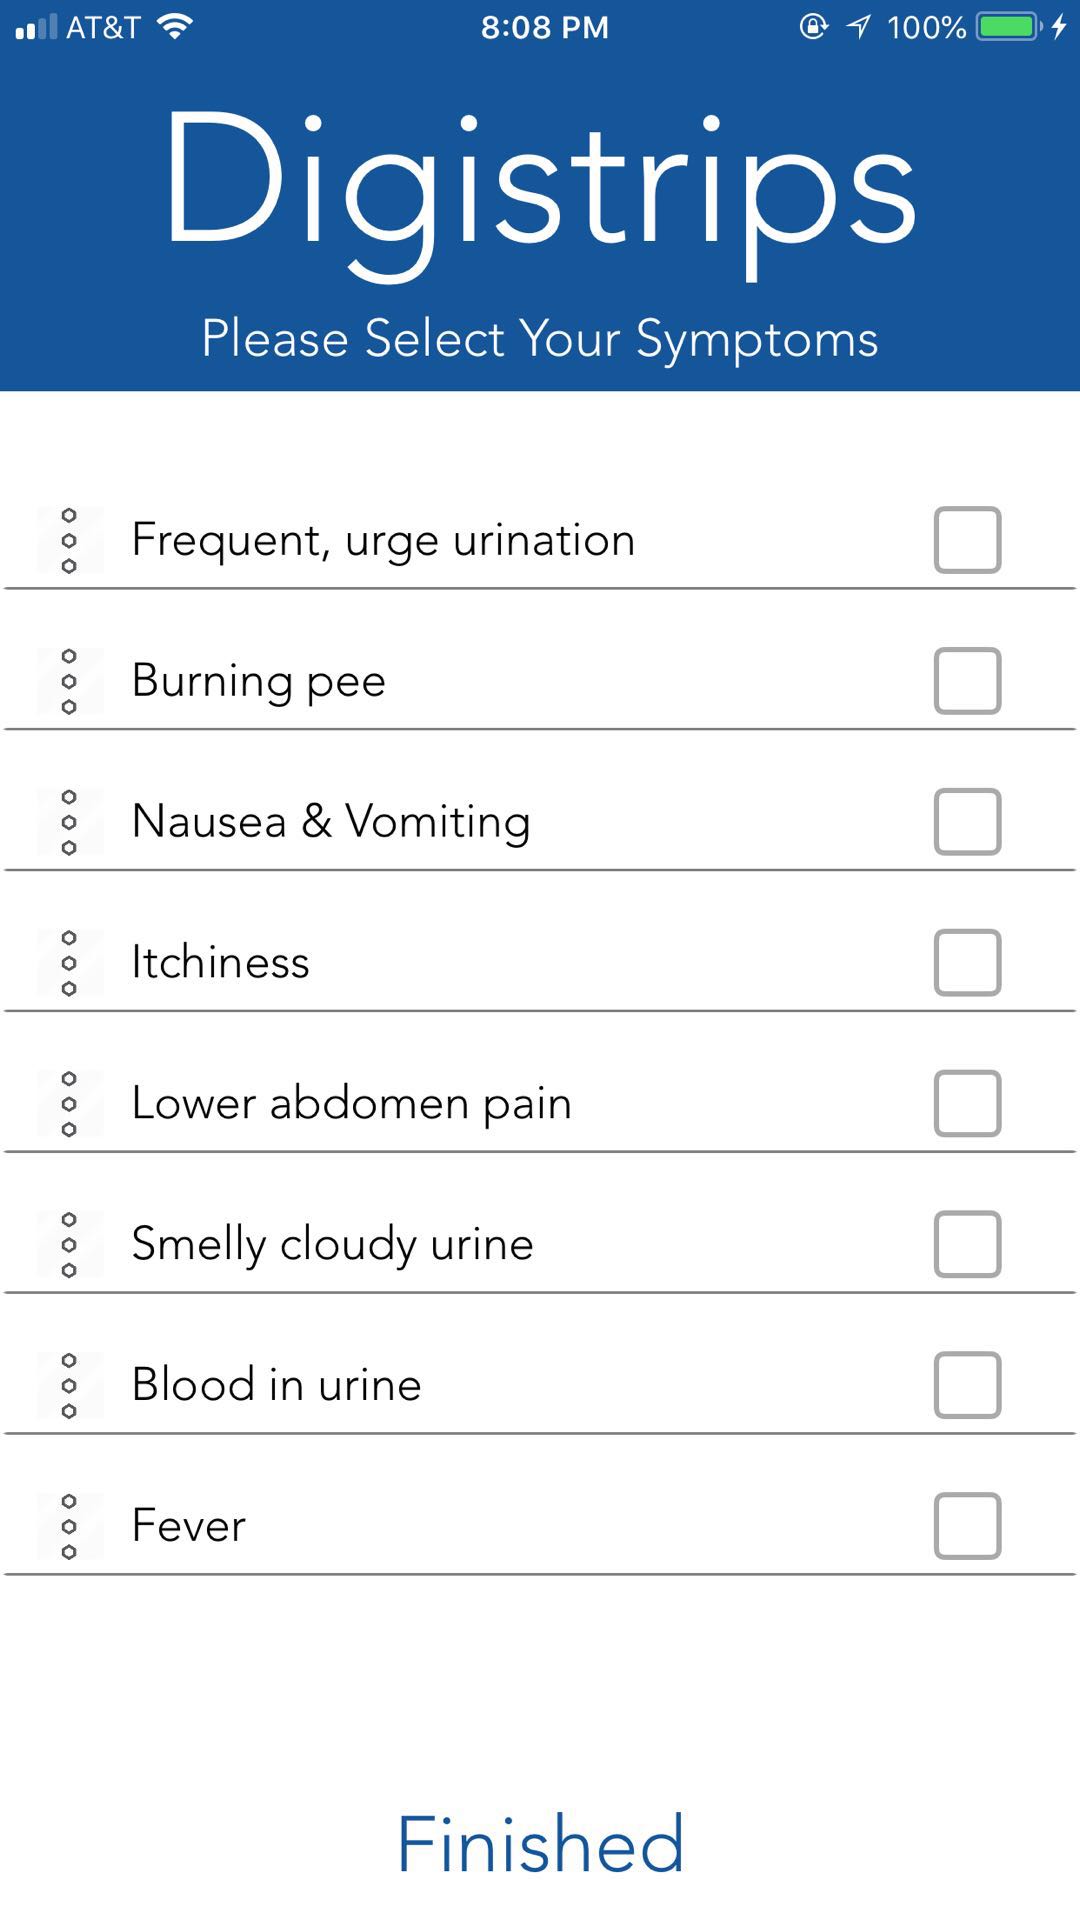 AT&T 8:08 PM 100%
Digistrips
Please Select Your Symptoms
Frequent, urge urination
Burning pee
Nausea & Vomiting
Itchiness
Lower abdomen pain
Smelly cloudy urine
Blood in urine
Fever
Finished